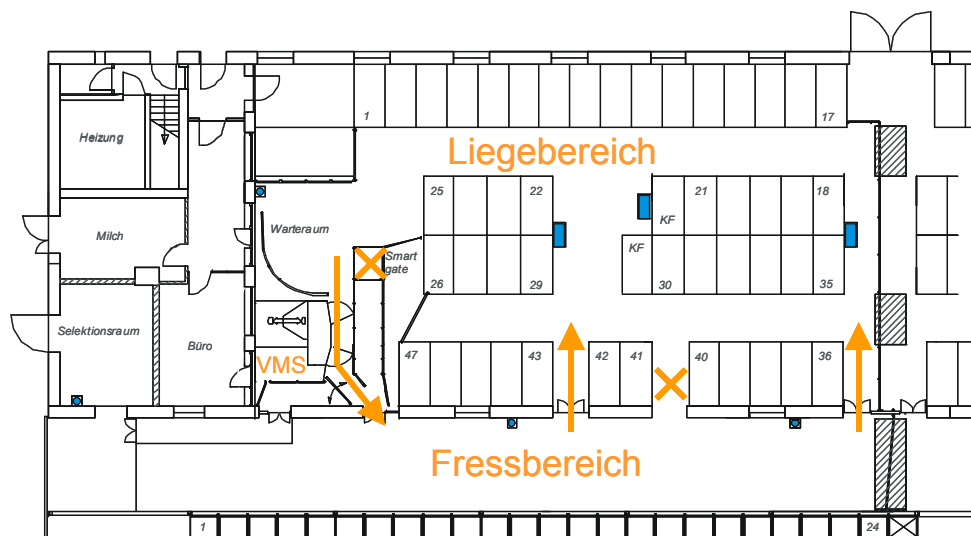 1
17
Heizung
Liegebereich
25
22
21
18
KF
Milch
Warteraum
Smart
gate
KF
26
29
30
35
Selektionsraum
Büro
VMS
47
43
42
41
40
36
Fressbereich
1
24